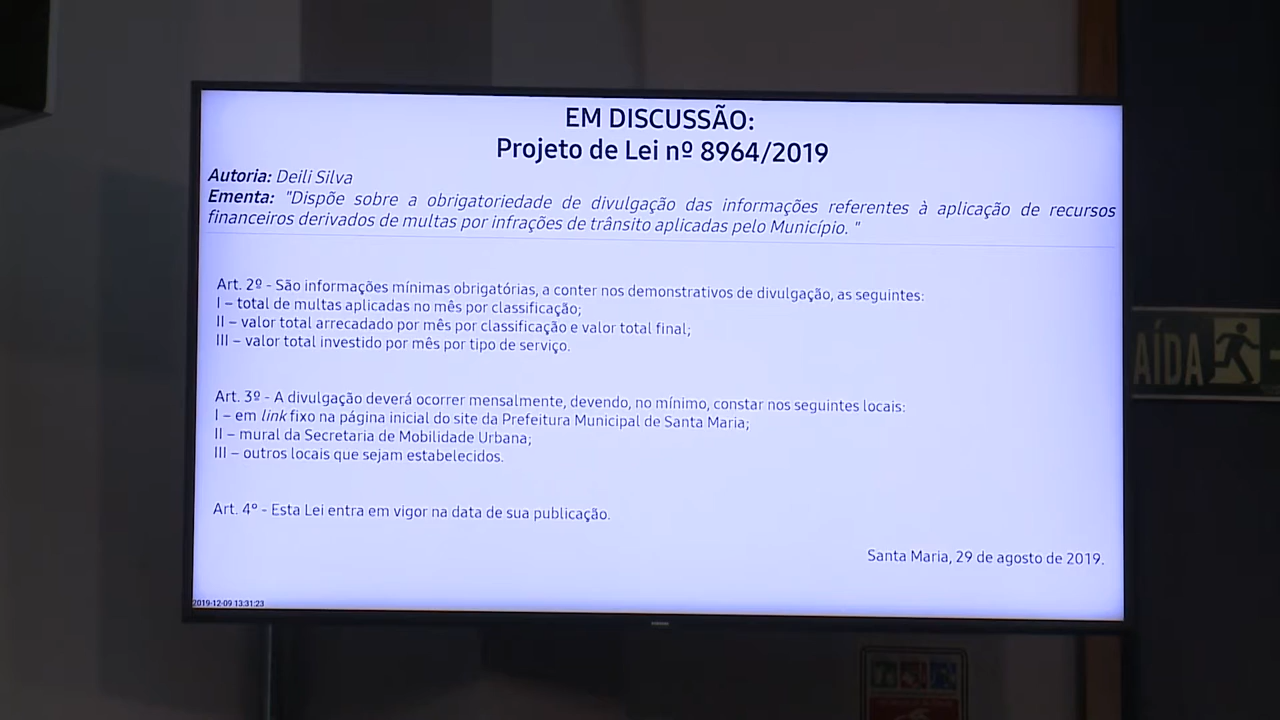 EM DISCUSSÃO:
Projeto de Lei nº 8964/2019
Autoria: Deili Silva
Ementa: "Dispõe sobre a obrigatoriedade de divulgação das informações referentes à aplicação de recursos
financeiros derivados de multas por infrações de trânsito aplicadas pelo Município. "
Art. 2º - São informações mínimas obrigatórias, a conter nos demonstrativos de divulgação, as seguintes:
I – total de multas aplicadas no mês por classificação;
II – valor total arrecadado por mês por classificação e valor total final;
III – valor total investido por mês por tipo de serviço.
Art. 3º - A divulgação deverá ocorrer mensalmente, devendo, no mínimo, constar nos seguintes locais:
I – em link fixo na página inicial do site da Prefeitura Municipal de Santa Maria;
II – mural da Secretaria de Mobilidade Urbana;
III – outros locais que sejam estabelecidos.
Art. 4º - Esta Lei entra em vigor na data de sua publicação.
Santa Maria, 29 de agosto de 2019.
2019-12-09 13:31:23
AÍDA